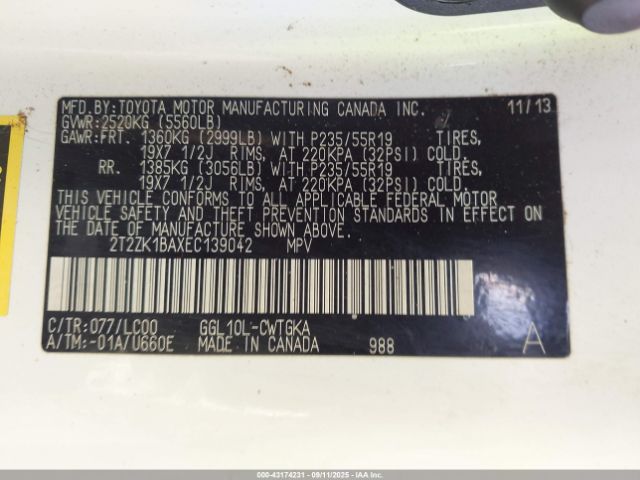 MFD.BY:TOYOTA MOTOR MANUFACTURING CANADA INC. 11/13
GVWR:2520KG (5560LB)
GAWR:FRT. 1360KG (2999LB) WITH P235/55R19 TIRES,
19X7 1/2J RIMS, AT 220KPA (32PSI) COLD.
RR. 1385KG (3056LB) WITH P235/55R19 TIRES,
19X7 1/2J RIMS, AT 220KPA (32PSI) COLD.
THIS VEHICLE CONFORMS TO ALL APPLICABLE FEDERAL MOTOR
VEHICLE SAFETY AND THEFT PREVENTION STANDARDS IN EFFECT ON
THE DATE OF MANUFACTURE SHOWN ABOVE.
2T2ZK1BAXEC139042 MPV
C/TR:077/LC00 GGL10L-CWTGKA
A/TM:-01A/U660E MADE IN CANADA 988 A
000-43174231 - 09/11/2025 - IAAI.COM